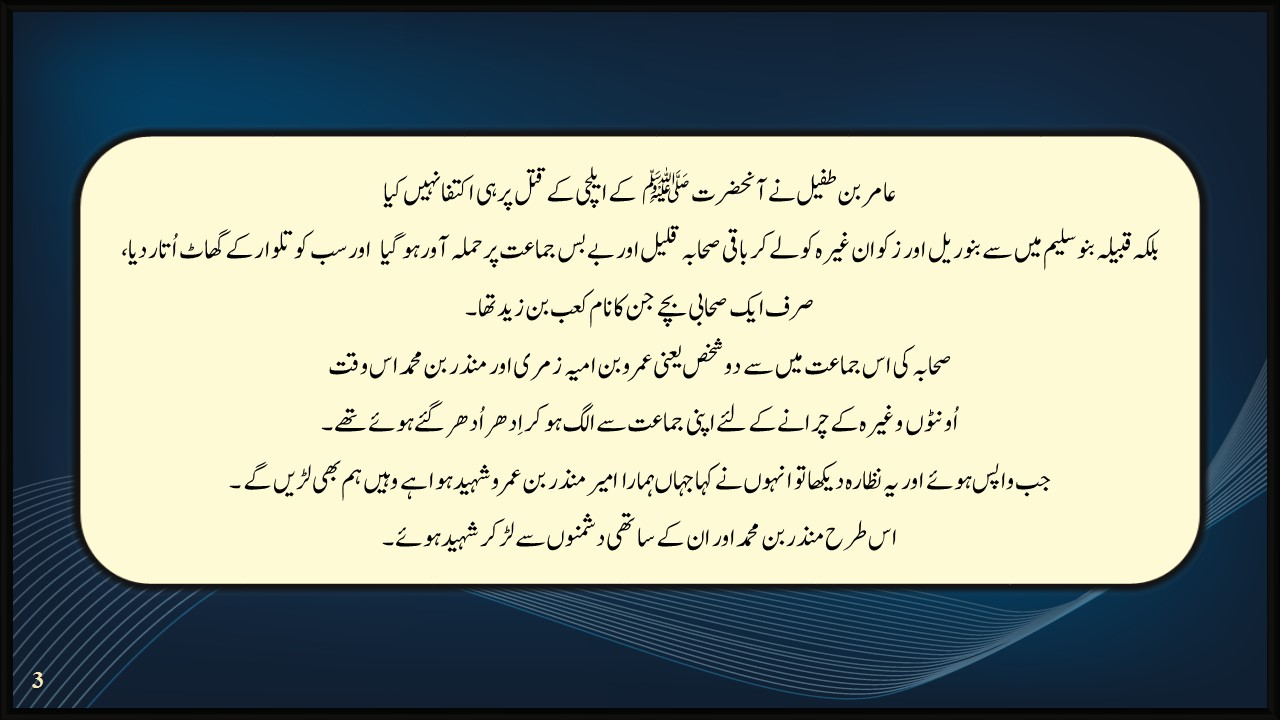 عامر بن طفیل نے آنحضرت ﷺ کے ایلچی کے قتل پر ہی اکتفا نہیں کیا
بلکہ قبیلہ بنو سلیم میں سے بنو ریل اور زکوان غیرہ کو لے کر باقی صحابہ قلیل اور بے بس جماعت پر حملہ آور ہو گیا اور سب کو تلوار کے گھاٹ اُتار دیا،
صرف ایک صحابی بچے جن کا نام کعب بن زید تھا۔
صحابہ کی اس جماعت میں سے دو شخص یعنی عمرو بن امیہ زمری اور منذر بن محمد اس وقت
اُونٹوں وغیرہ کے چرانے کے لئے اپنی جماعت سے الگ ہو کر اِدھر اُدھر گئے ہوئے تھے۔
جب واپس ہوئے اور یہ نظارہ دیکھا تو انہوں نے کہا جہاں ہمارا امیر منذر بن عمرو شہید ہوا ہے وہیں ہم بھی لڑیں گے۔
اس طرح منذر بن محمد اور ان کے ساتھی دشمنوں سے لڑ کر شہید ہوئے۔
3